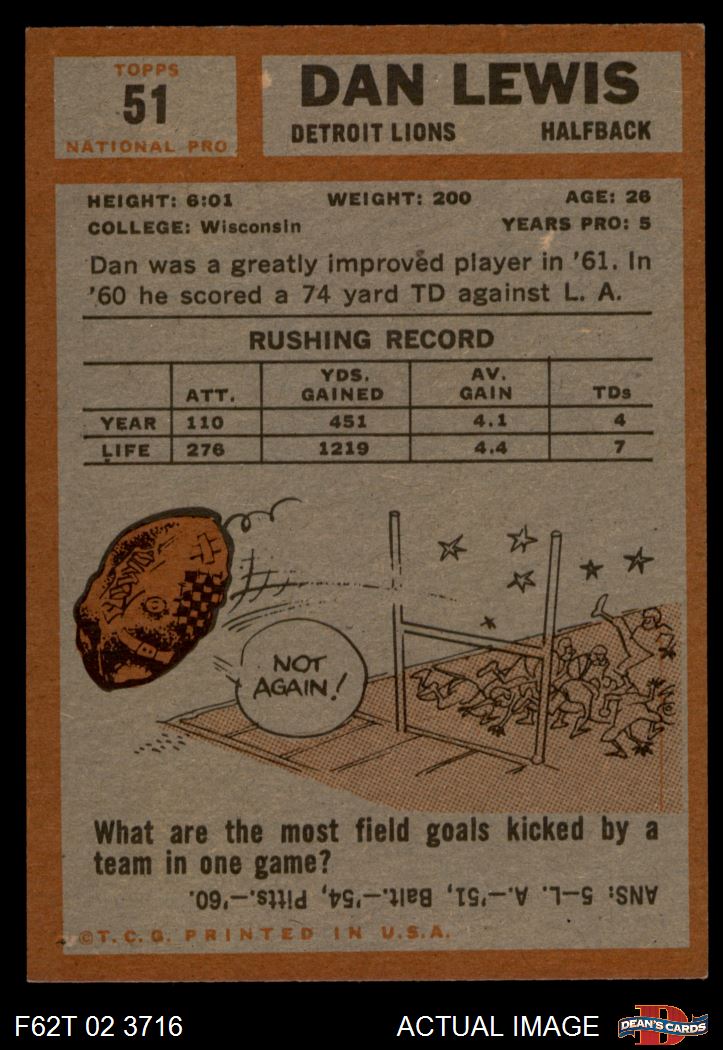 TOPPS
51
NATIONAL PRO
DAN LEWIS
DETROIT LIONS HALFBACK
HEIGHT: 6:01 WEIGHT: 200 AGE: 26
COLLEGE: Wisconsin YEARS PRO: 5
Dan was a greatly improved player in '61. In
'60 he scored a 74 yard TD against L. A.
RUSHING RECORD
ATT. YDS. GAINED AV. GAIN TDs
YEAR 110 451 4.1 4
LIFE 276 1219 4.4 7
NOT
AGAIN!
What are the most field goals kicked by a
team in one game?
ANS: 5—L. A.—'51, Balt.—'54, Pitts.—'60.
©T. C. G. PRINTED IN U.S.A.
F62T 02 3716 ACTUAL IMAGE
D
DEAN'S CARDS